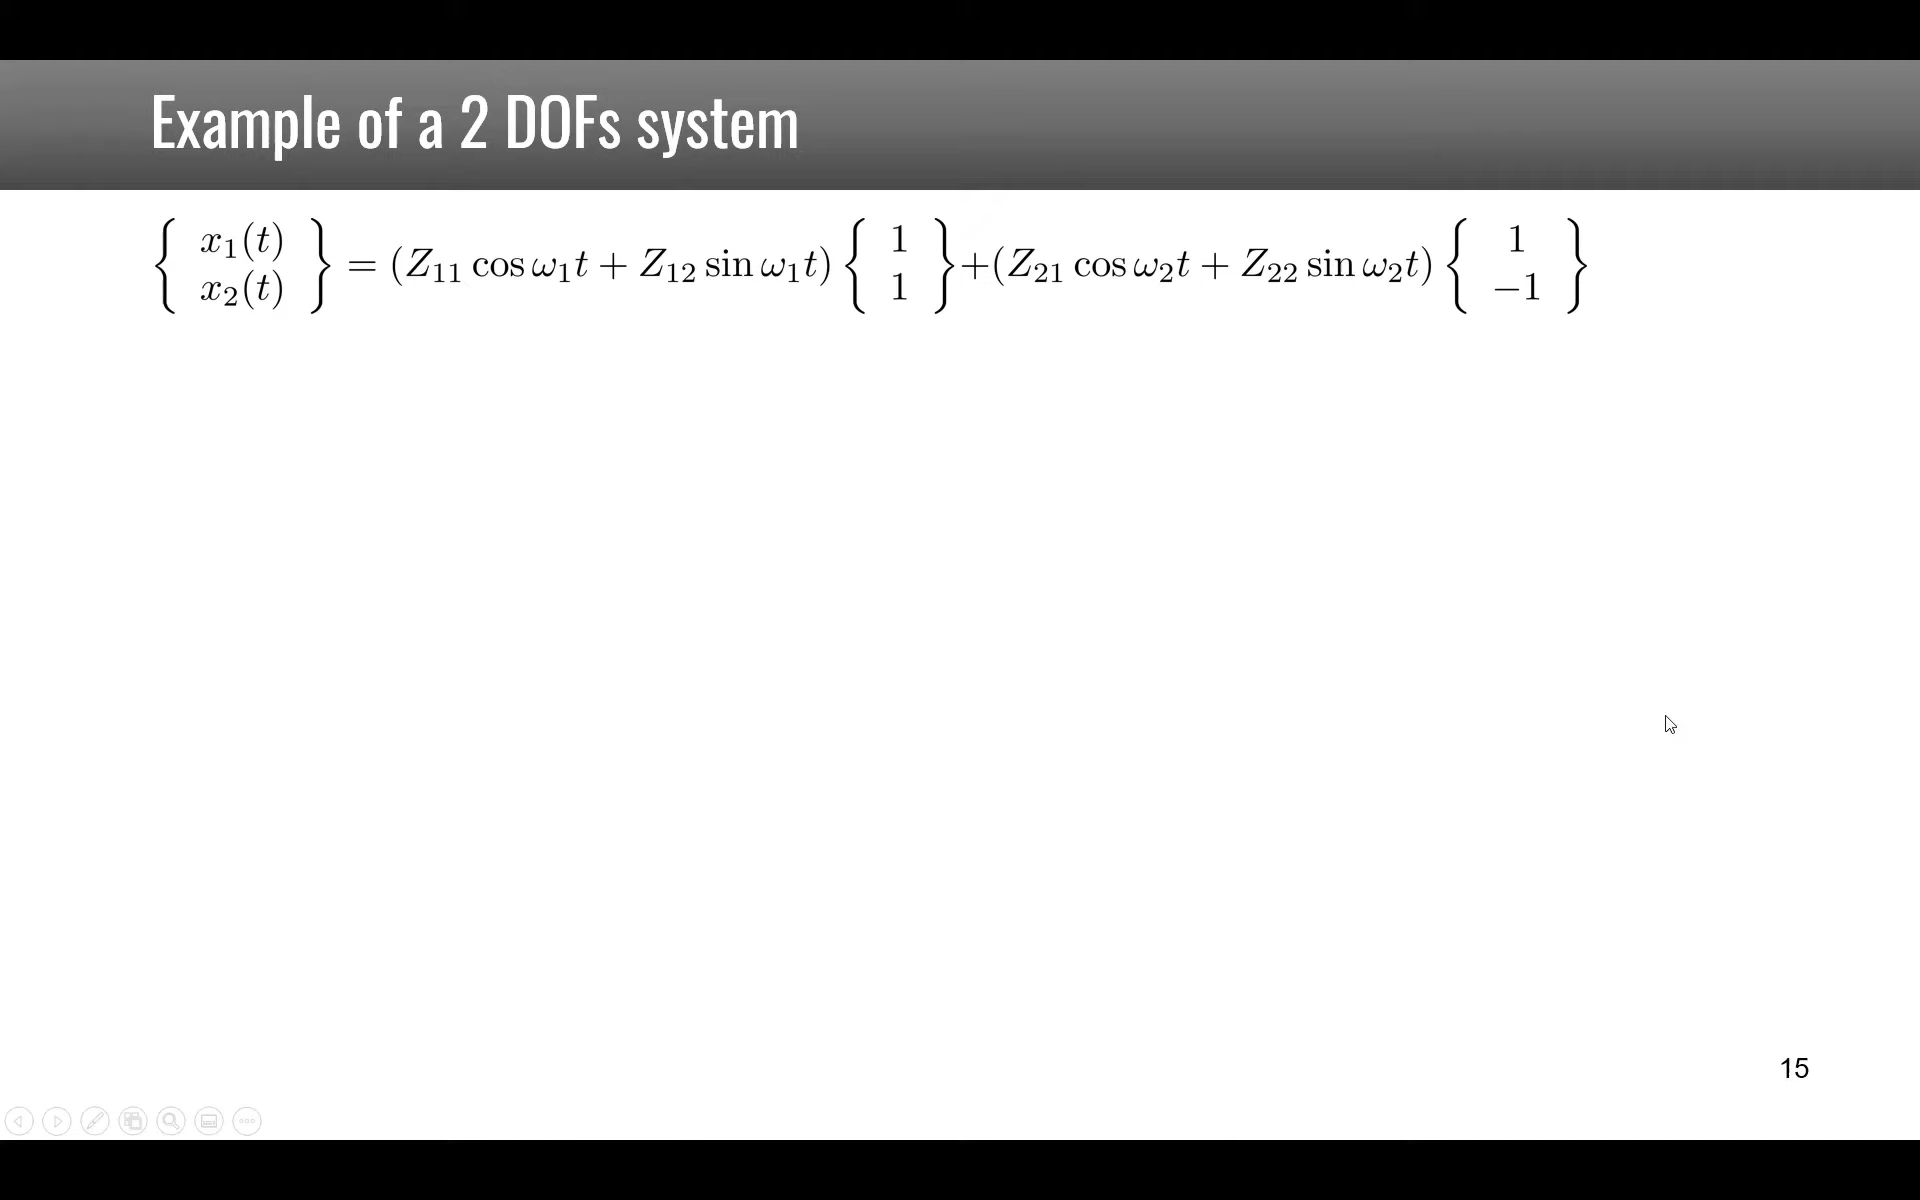 Example of a 2 DOFs system
{ x₁(t) x₂(t) } = (Z₁₁ cos ω₁t + Z₁₂ sin ω₁t) { 1 1 } + (Z₂₁ cos ω₂t + Z₂₂ sin ω₂t) { 1 −1 }
15